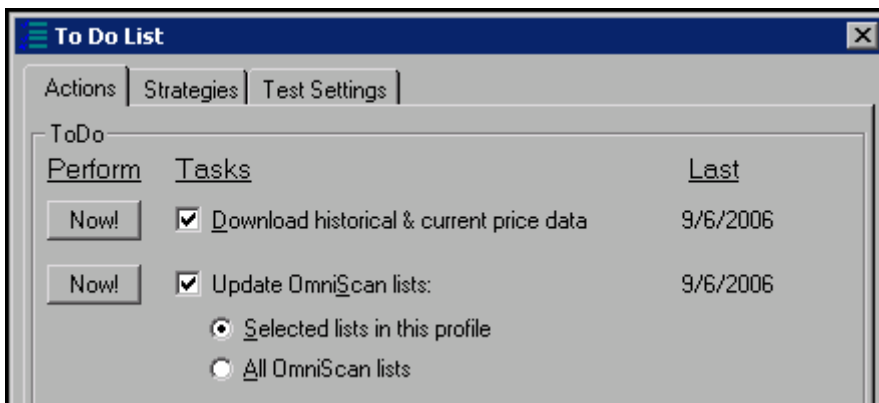 To Do List
Actions Strategies Test Settings
ToDo
Perform Tasks Last
Now! Download historical & current price data 9/6/2006
Now! Update OmniScan lists: 9/6/2006
Selected lists in this profile
All OmniScan lists